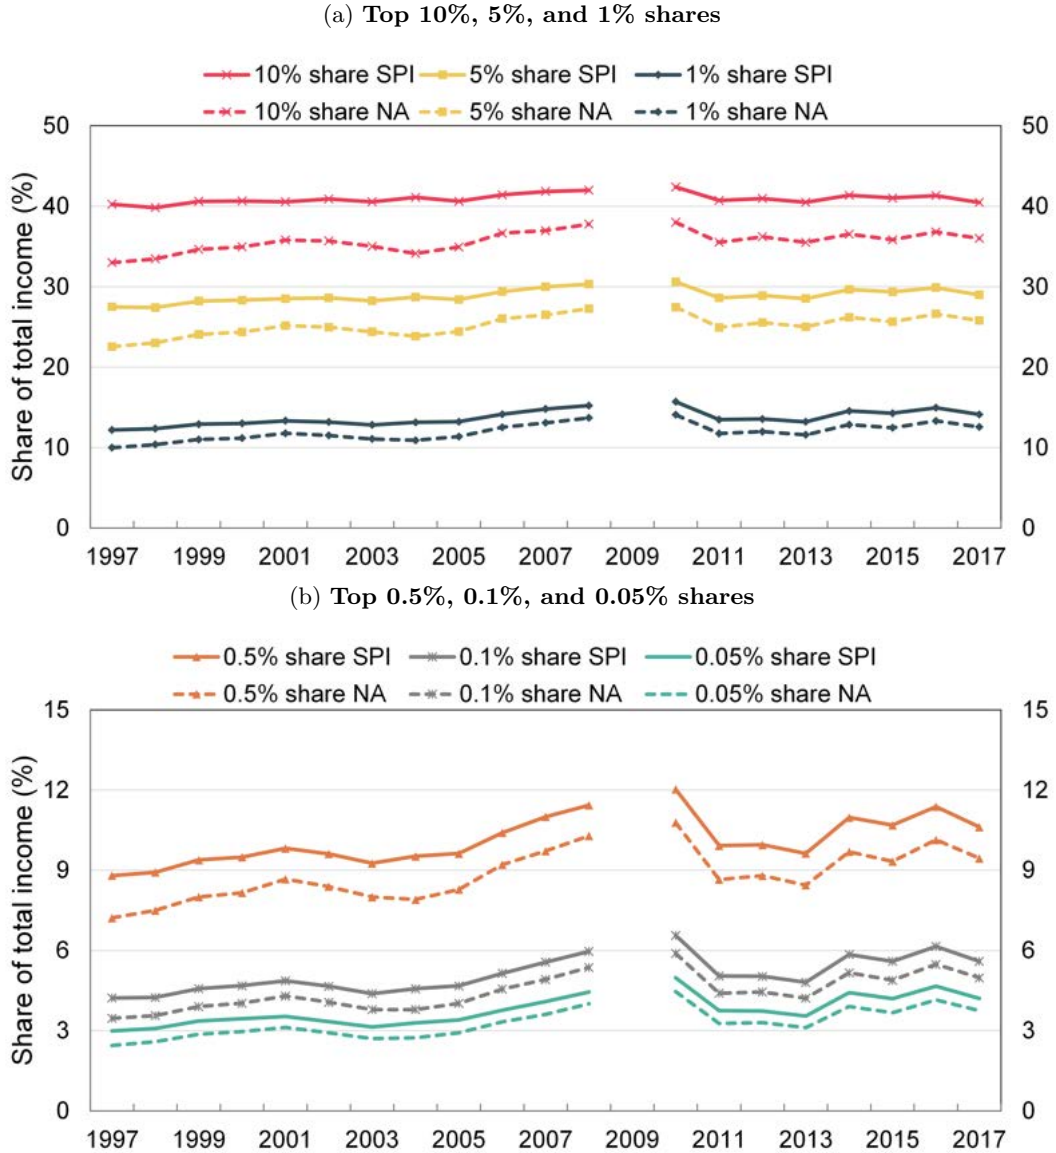 (a) Top 10%, 5%, and 1% shares
10% share SPI 5% share SPI 1% share SPI
10% share NA 5% share NA 1% share NA
50 50
40 40
30 30
20 20
10 10
0 0
Share of total income (%)
1997 1999 2001 2003 2005 2007 2009 2011 2013 2015 2017
(b) Top 0.5%, 0.1%, and 0.05% shares
0.5% share SPI 0.1% share SPI 0.05% share SPI
0.5% share NA 0.1% share NA 0.05% share NA
15 15
12 12
9 9
6 6
3 3
0 0
Share of total income (%)
1997 1999 2001 2003 2005 2007 2009 2011 2013 2015 2017